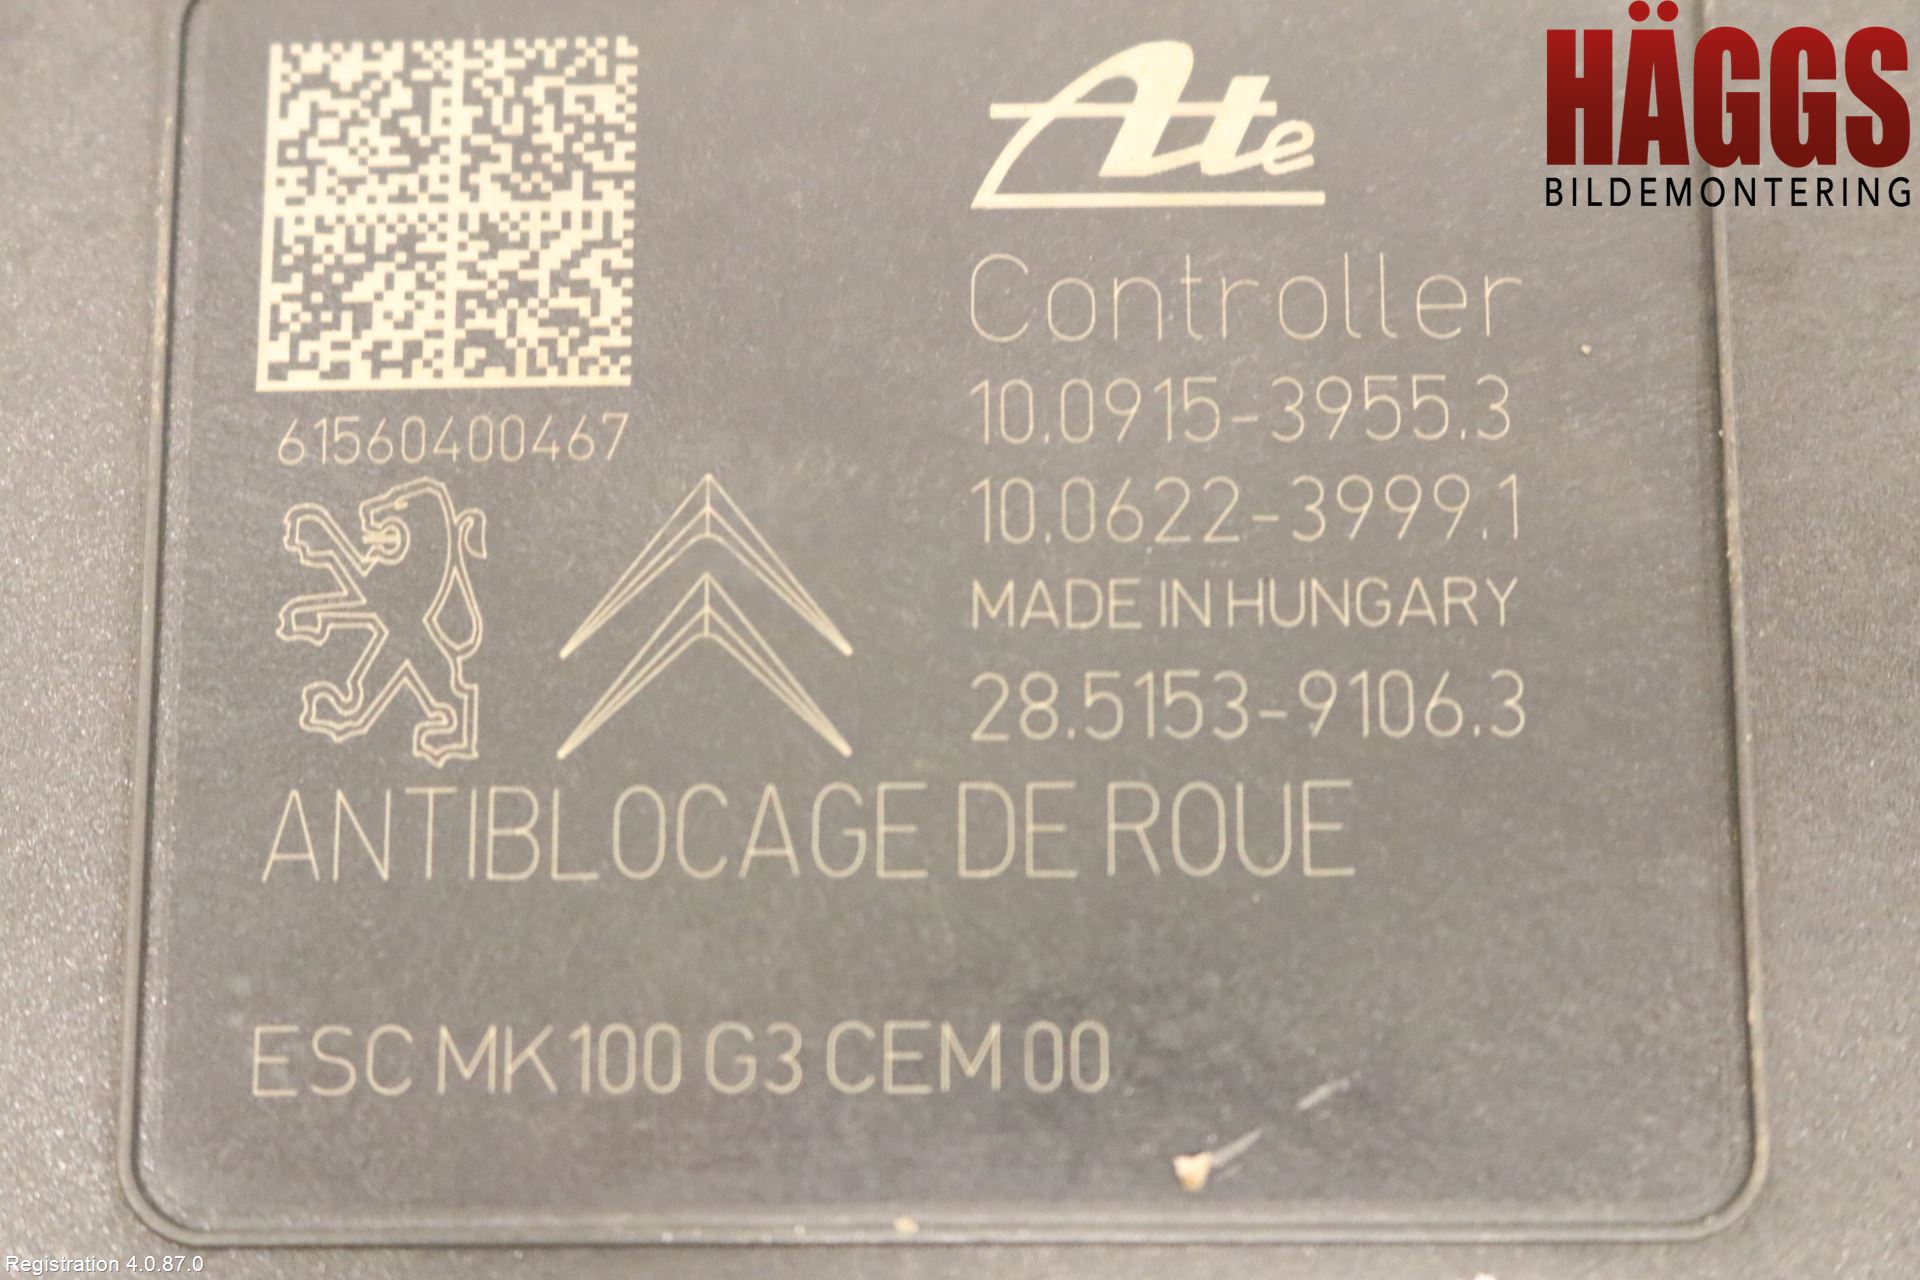 HÄGGS
BILDEMONTERING
Ate
Controller
10.0915-3955.3
10.0622-3999.1
MADE IN HUNGARY
28.5153-9106.3
61560400467
ANTIBLOCAGE DE ROUE
ESC MK100 G3 CEM 00
Registration 4.0.87.0